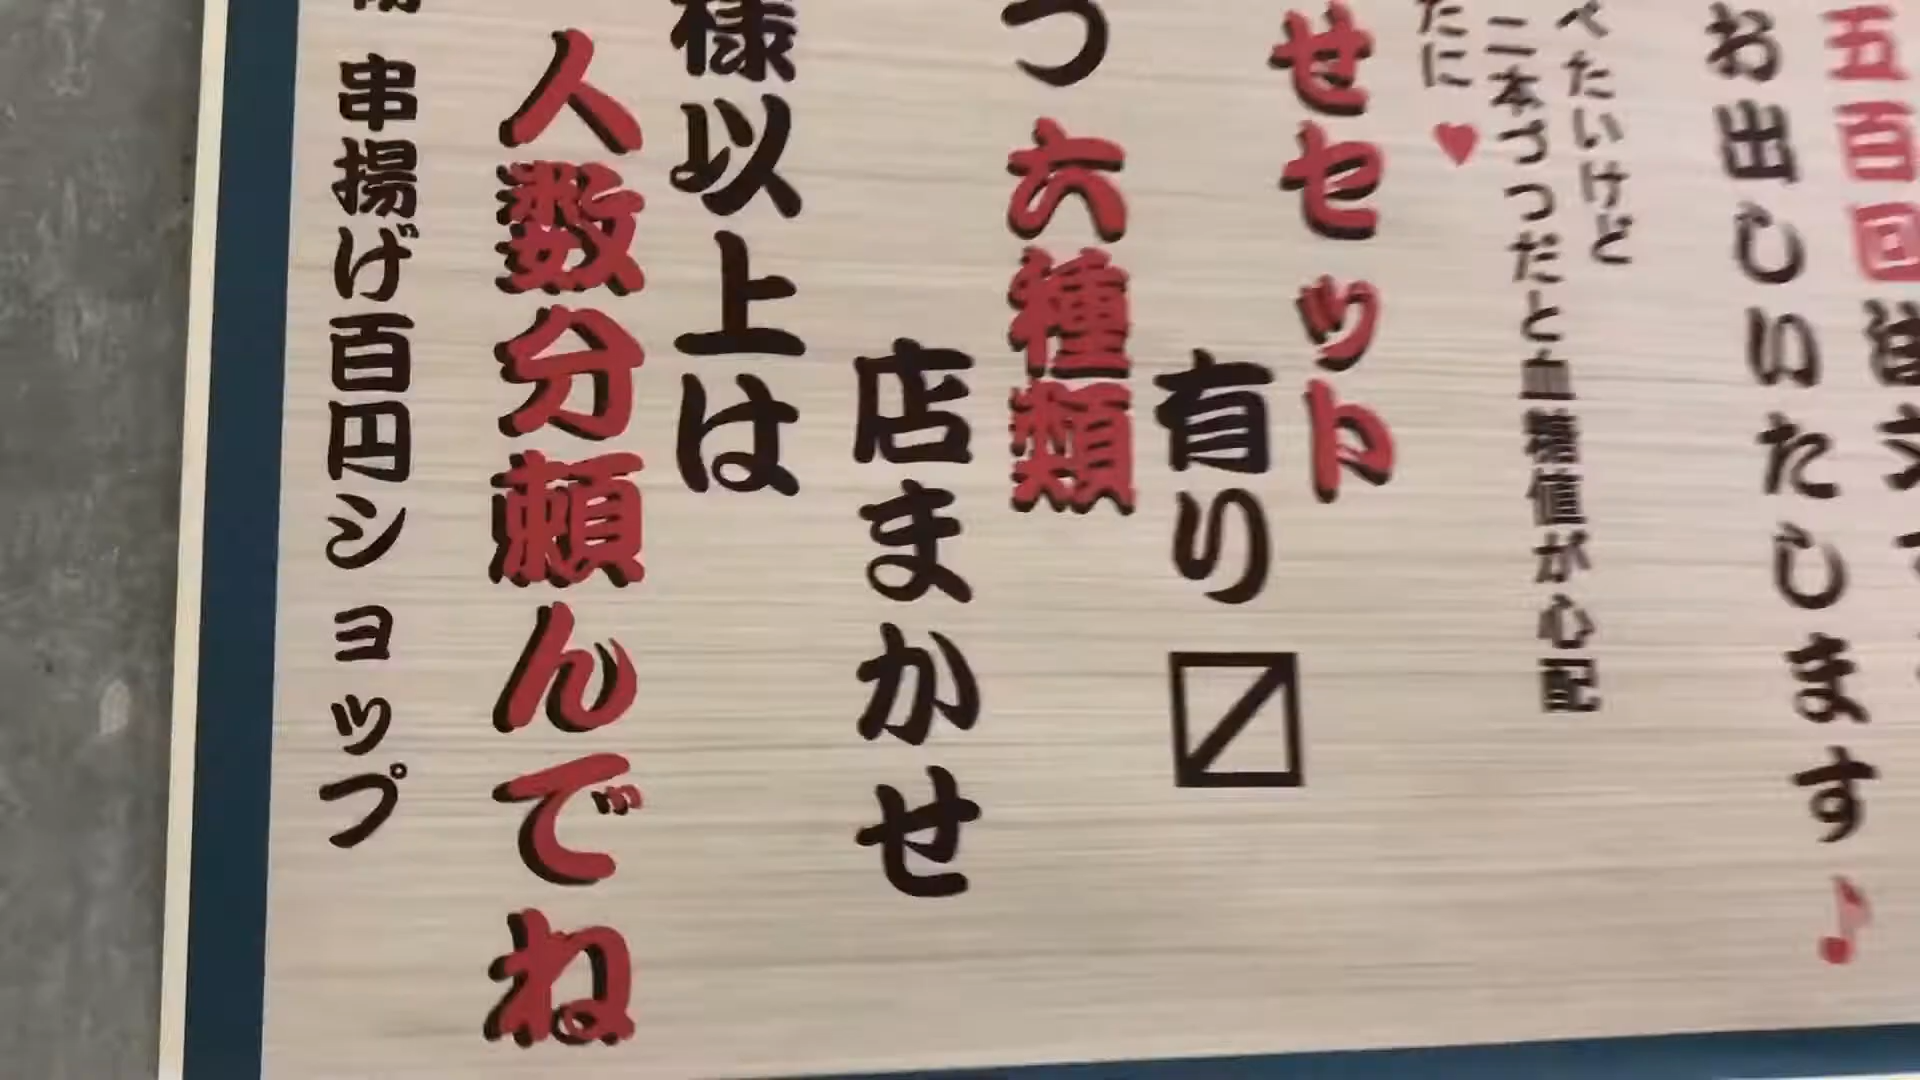 五百円
お出しいたします♪
べたいけど
二本づつだと血糖値が心配
たに♥
せセット
有り〼
つ六種類
店まかせ
様以上は
人数分頼んでね
串揚げ百円ショップ